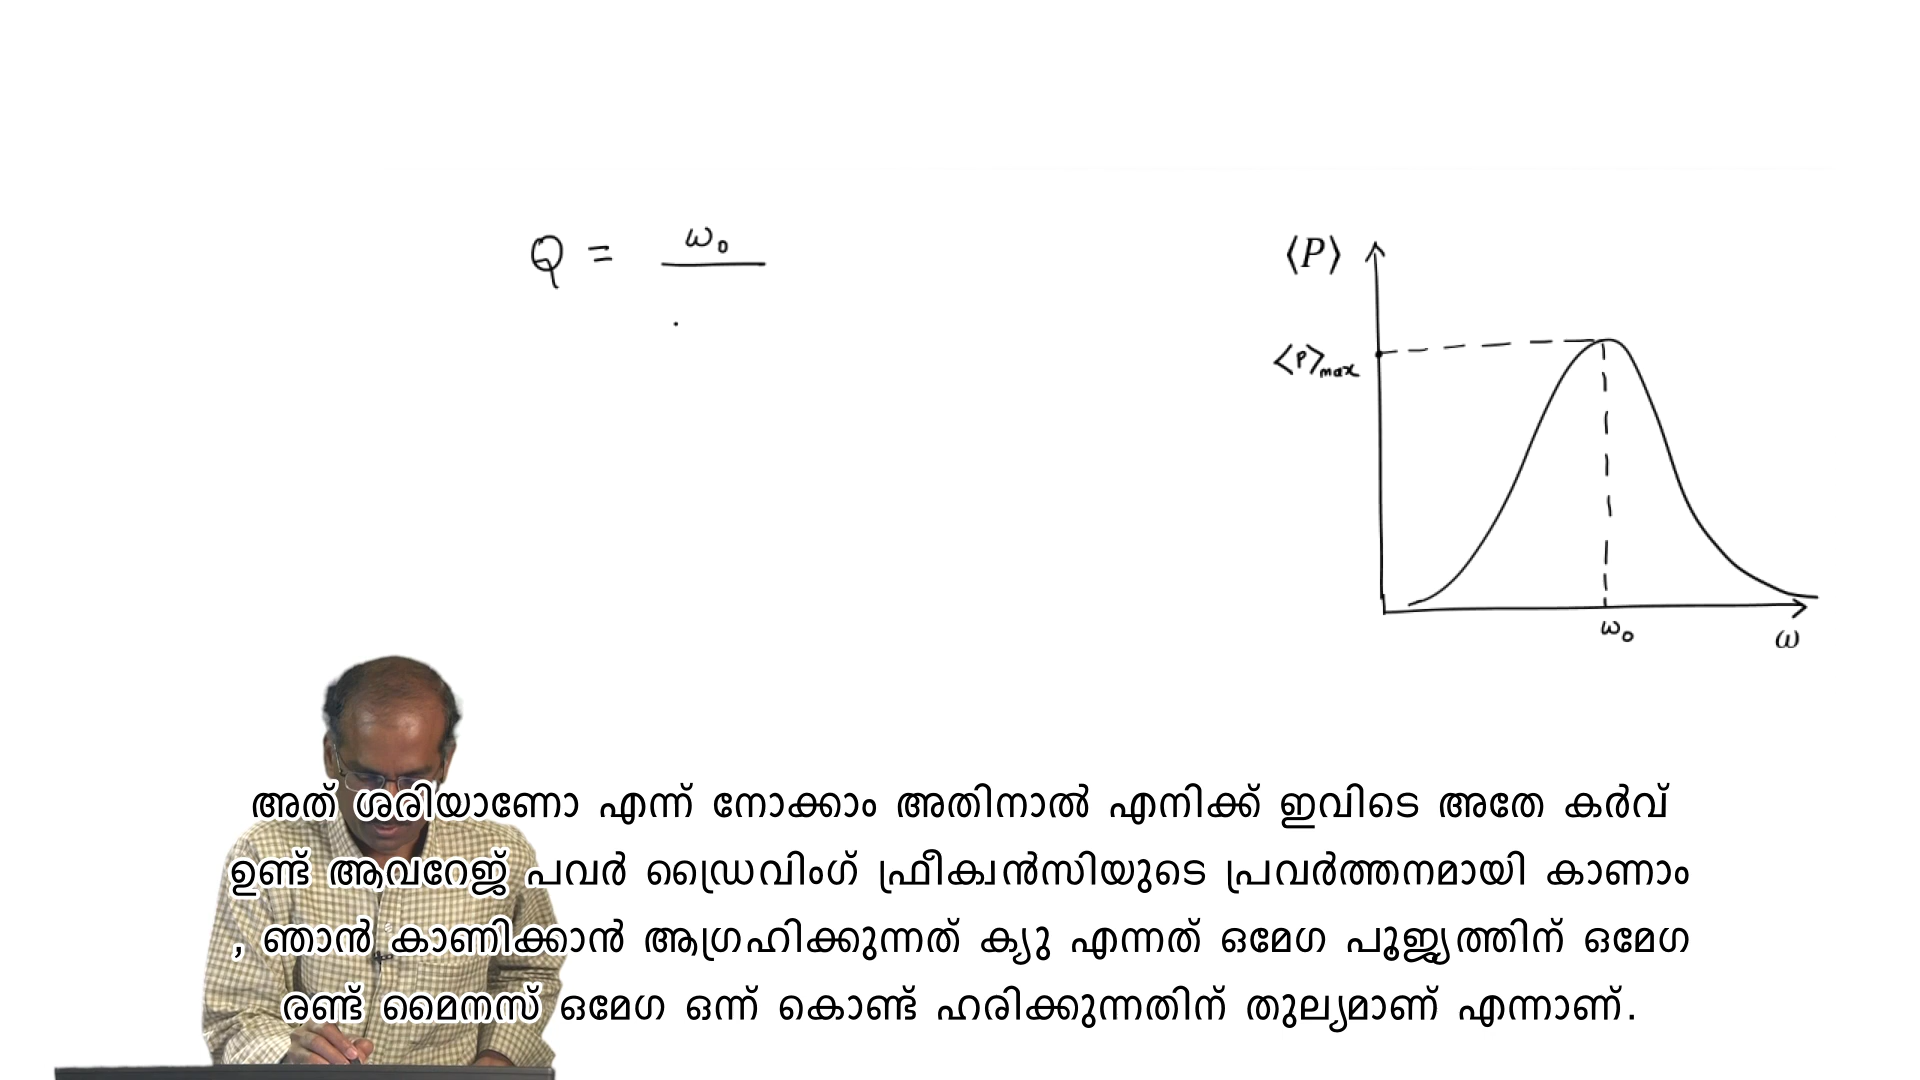 Q = ω₀
⟨P⟩
⟨P⟩max
ω₀
ω
അത് ശരിയാണോ എന്ന് നോക്കാം അതിനാൽ എനിക്ക് ഇവിടെ അതേ കർവ്
ഉണ്ട് ആവറേജ് പവർ ഡ്രൈവിംഗ് ഫ്രീക്വൻസിയുടെ പ്രവർത്തനമായി കാണാം
, ഞാൻ കാണിക്കാൻ ആഗ്രഹിക്കുന്നത് ക്യു എന്നത് ഒമേഗ പൂജ്യത്തിന് ഒമേഗ
രണ്ട് മൈനസ് ഒമേഗ ഒന്ന് കൊണ്ട് ഹരിക്കുന്നതിന് തുല്യമാണ് എന്നാണ്.